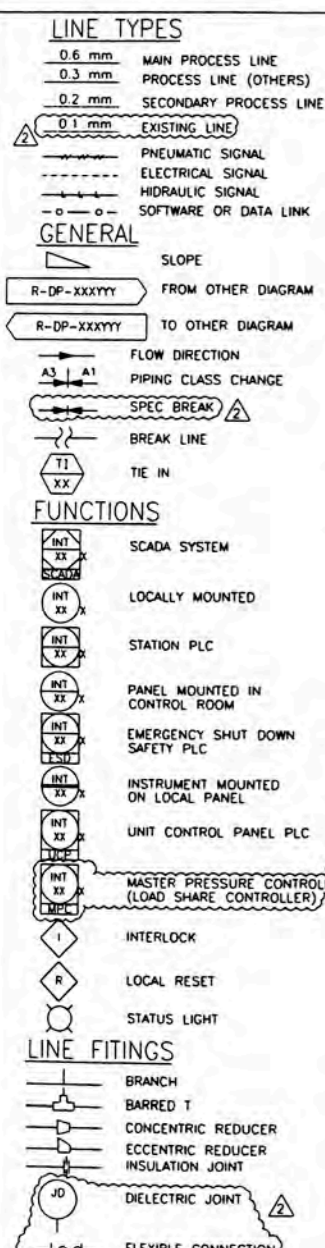 LINE TYPES
0.6 mm MAIN PROCESS LINE
0.3 mm PROCESS LINE (OTHERS)
0.2 mm SECONDARY PROCESS LINE
2 0.1 mm EXISTING LINE
PNEUMATIC SIGNAL
ELECTRICAL SIGNAL
HIDRAULIC SIGNAL
SOFTWARE OR DATA LINK
GENERAL
SLOPE
R-DP-XXXYYY FROM OTHER DIAGRAM
R-DP-XXXYYY TO OTHER DIAGRAM
FLOW DIRECTION
A3 A1 PIPING CLASS CHANGE
SPEC BREAK 2
BREAK LINE
TI
XX
TIE IN
FUNCTIONS
INT
XX X
SCADA
SCADA SYSTEM
INT
XX X
LOCALLY MOUNTED
INT
XX X
STATION PLC
INT
XX X
PANEL MOUNTED IN
CONTROL ROOM
INT
XX X
ESD
EMERGENCY SHUT DOWN
SAFETY PLC
INT
XX X
INSTRUMENT MOUNTED
ON LOCAL PANEL
INT
XX X
UCP
UNIT CONTROL PANEL PLC
INT
XX X
MPC
MASTER PRESSURE CONTROL
(LOAD SHARE CONTROLLER)
I INTERLOCK
R LOCAL RESET
STATUS LIGHT
LINE FITINGS
BRANCH
BARRED T
CONCENTRIC REDUCER
ECCENTRIC REDUCER
INSULATION JOINT
JD DIELECTRIC JOINT 2
FLEXIBLE CONNECTION